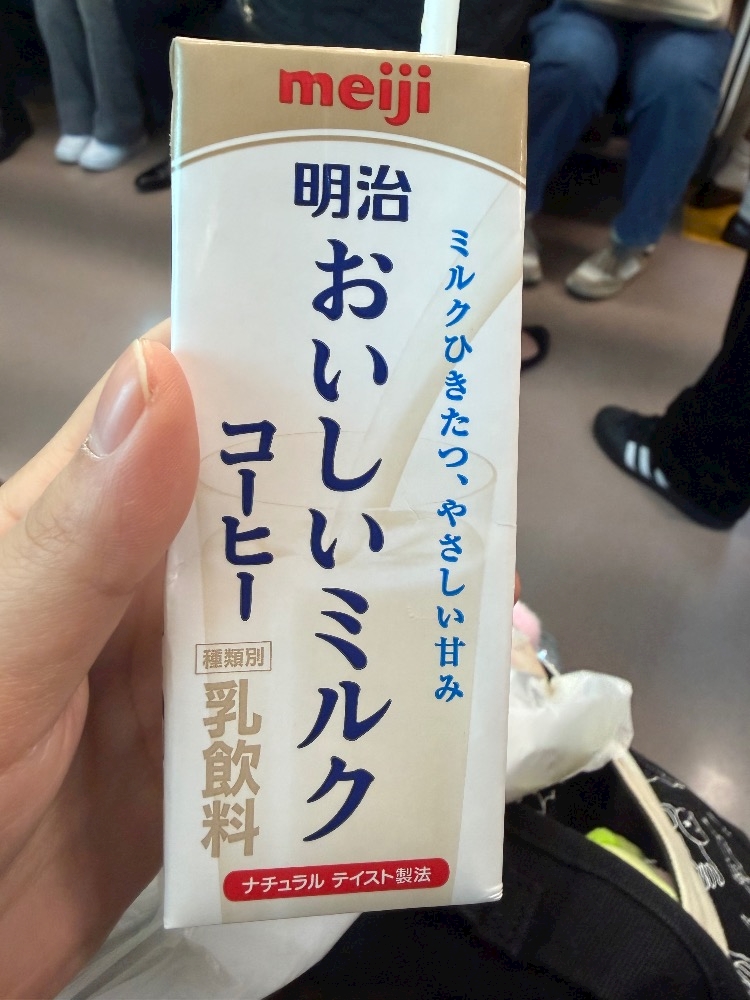 meiji
明治
ミルクひきたつ、やさしい甘み
おいしいミルク
コーヒー
種類別
乳飲料
ナチュラル テイスト製法